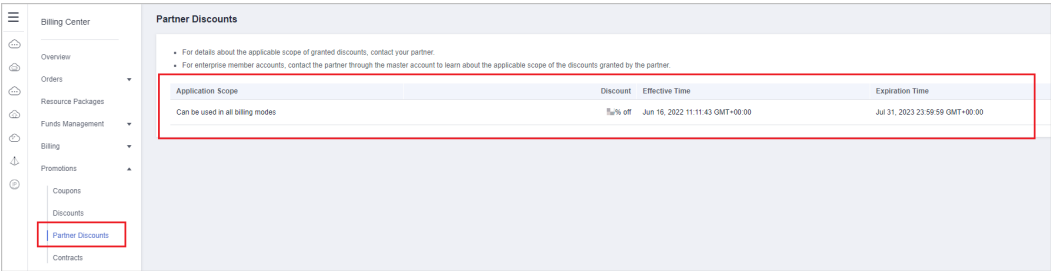 Billing Center
Overview
Orders
Resource Packages
Funds Management
Billing
Promotions
Coupons
Discounts
Partner Discounts
Contracts
Partner Discounts
For details about the applicable scope of granted discounts, contact your partner.
For enterprise member accounts, contact the partner through the master account to learn about the applicable scope of the discounts granted by the partner.
Application Scope Discount Effective Time Expiration Time
Can be used in all billing modes % off Jun 16, 2022 11:11:43 GMT+00:00 Jul 31, 2023 23:59:59 GMT+00:00